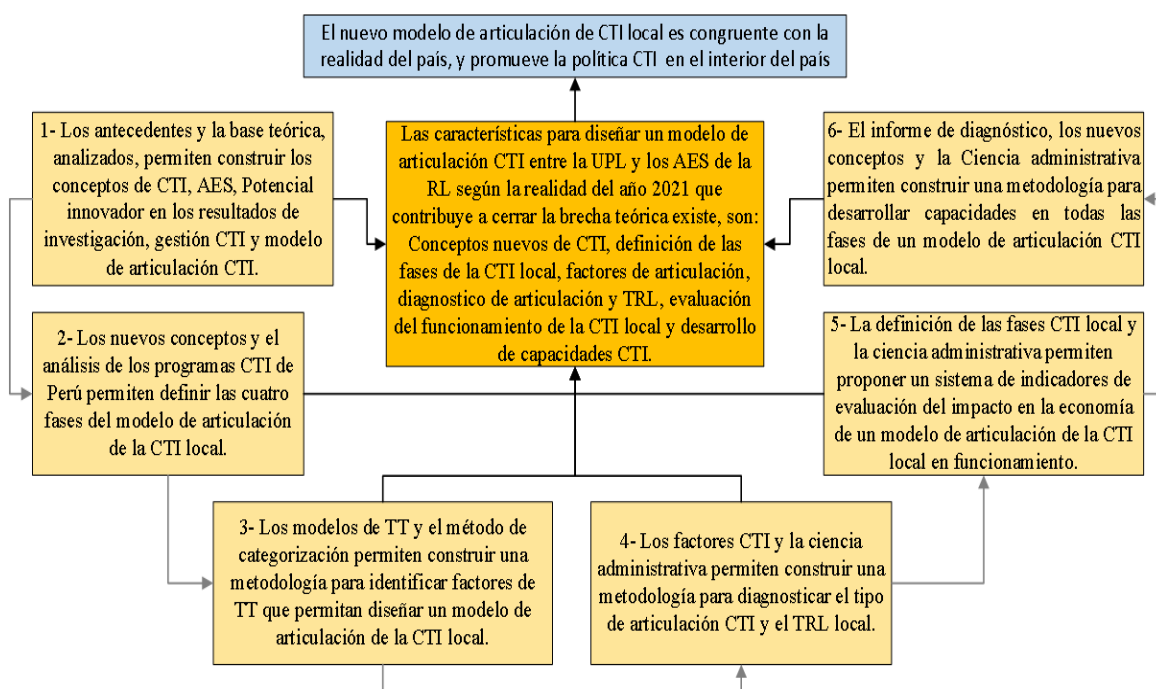 El nuevo modelo de articulación de CTI local es congruente con la
realidad del país, y promueve la política CTI en el interior del país
1- Los antecedentes y la base teórica,
analizados, permiten construir los
conceptos de CTI, AES, Potencial
innovador en los resultados de
investigación, gestión CTI y modelo
de articulación CTI.
Las características para diseñar un modelo de
articulación CTI entre la UPL y los AES de la
RL según la realidad del año 2021 que
contribuye a cerrar la brecha teórica existe, son:
Conceptos nuevos de CTI, definición de las
fases de la CTI local, factores de articulación,
diagnostico de articulación y TRL, evaluación
del funcionamiento de la CTI local y desarrollo
de capacidades CTI.
6- El informe de diagnóstico, los nuevos
conceptos y la Ciencia administrativa
permiten construir una metodología para
desarrollar capacidades en todas las
fases de un modelo de articulación CTI
local.
2- Los nuevos conceptos y el
análisis de los programas CTI de
Perú permiten definir las cuatro
fases del modelo de articulación
de la CTI local.
5- La definición de las fases CTI local y
la ciencia administrativa permiten
proponer un sistema de indicadores de
evaluación del impacto en la economía
de un modelo de articulación de la CTI
local en funcionamiento.
3- Los modelos de TT y el método de
categorización permiten construir una
metodología para identificar factores de
TT que permitan diseñar un modelo de
articulación de la CTI local.
4- Los factores CTI y la ciencia
administrativa permiten construir una
metodología para diagnosticar el tipo
de articulación CTI y el TRL local.